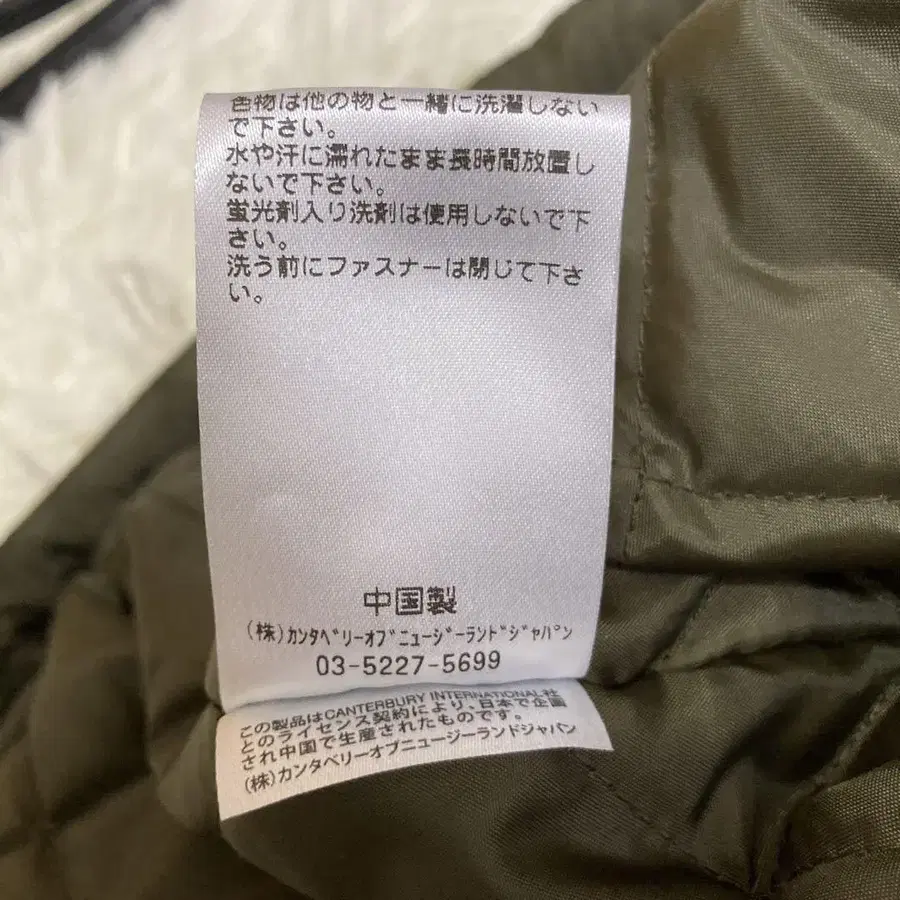 色物は他の物と一緒に洗濯しない
で下さい。
水や汗に濡れたまま長時間放置し
ないで下さい。
蛍光剤入り洗剤は使用しないで下
さい。
洗う前にファスナーは閉じて下さ
い。
中国製
(株)ｶﾝﾀﾍﾞﾘｰｵﾌﾞﾆｭｰｼﾞｰﾗﾝﾄﾞｼﾞｬﾊﾟﾝ
03-5227-5699
この製品はCANTERBURY INTERNATIONAL社
とのライセンス契約により、日本で企画
され中国で生産されたものです。
(株)カンタベリーオブニュージーランドジャパン